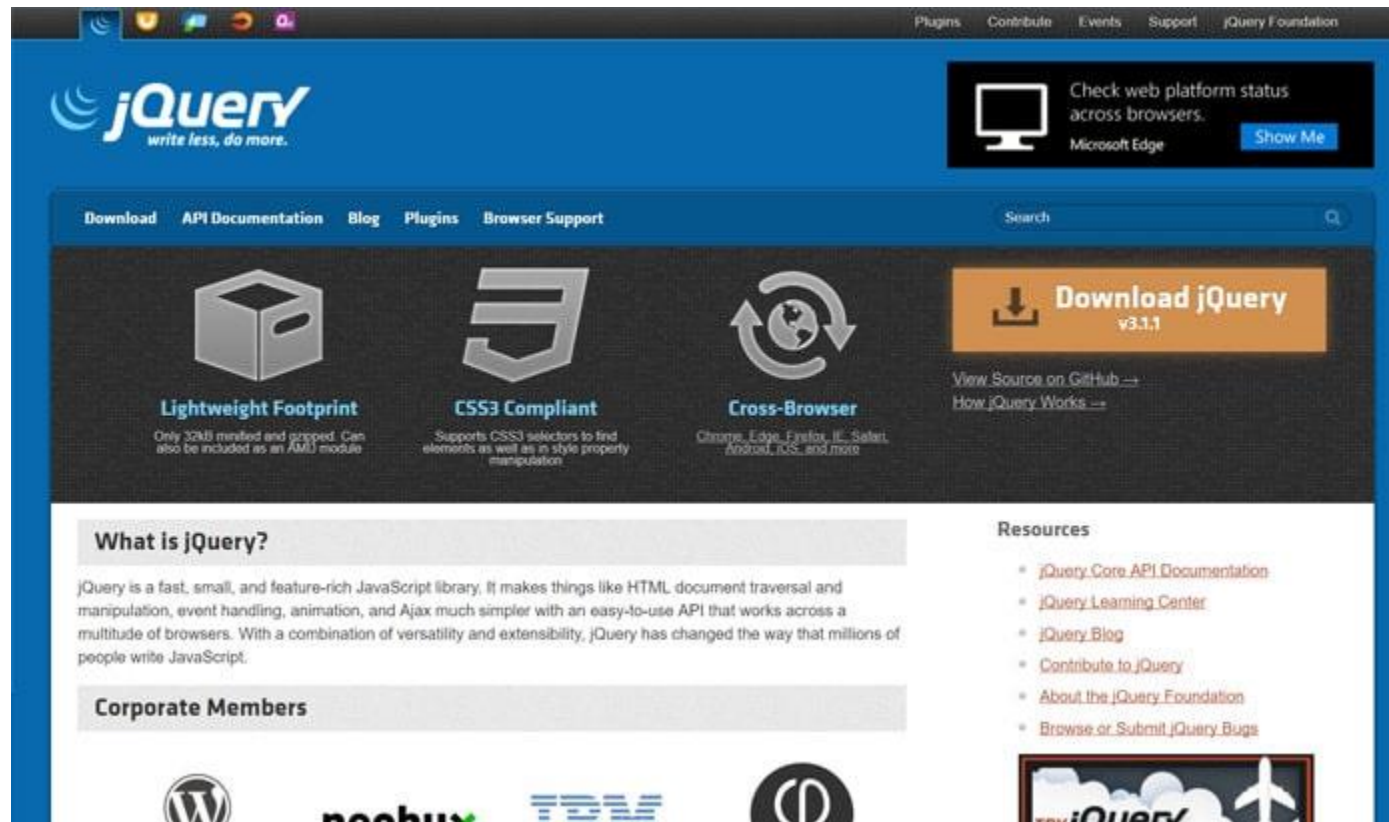 Plugins Contribute Events Support jQuery Foundation
jQuery
write less, do more.
Check web platform status
across browsers.
Microsoft Edge
Show Me
Download API Documentation Blog Plugins Browser Support
Search
Lightweight Footprint
Only 32kB minified and gzipped. Can
also be included as an AMD module
CSS3 Compliant
Supports CSS3 selectors to find
elements as well as in style property
manipulation
Cross-Browser
Chrome, Edge, Firefox, IE, Safari,
Android, iOS, and more
Download jQuery
v3.1.1
View Source on GitHub →
How jQuery Works →
What is jQuery?
jQuery is a fast, small, and feature-rich JavaScript library. It makes things like HTML document traversal and
manipulation, event handling, animation, and Ajax much simpler with an easy-to-use API that works across a
multitude of browsers. With a combination of versatility and extensibility, jQuery has changed the way that millions of
people write JavaScript.
Corporate Members
Resources
jQuery Core API Documentation
jQuery Learning Center
jQuery Blog
Contribute to jQuery
About the jQuery Foundation
Browse or Submit jQuery Bugs
IBM
TRY jQuery